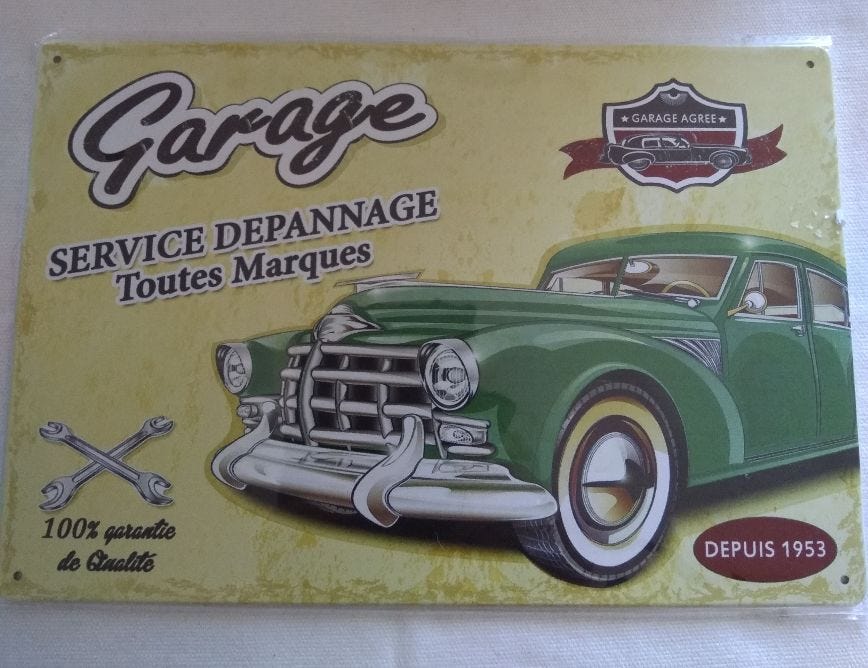 Garage
GARAGE AGREE
SERVICE DEPANNAGE
Toutes Marques
100% garantie
de Qualité
DEPUIS 1953